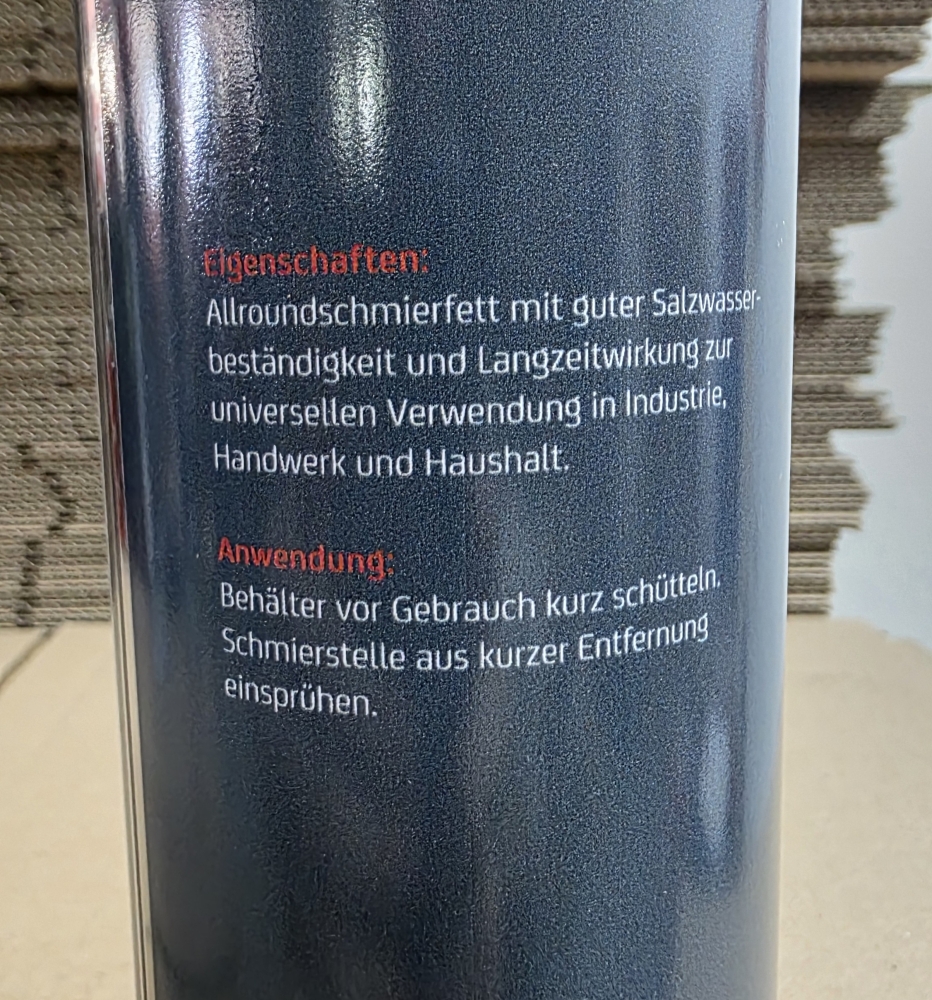 Eigenschaften:
Allroundschmierfett mit guter Salzwasser-
beständigkeit und Langzeitwirkung zur
universellen Verwendung in Industrie,
Handwerk und Haushalt.
Anwendung:
Behälter vor Gebrauch kurz schütteln.
Schmierstelle aus kurzer Entfernung
einsprühen.